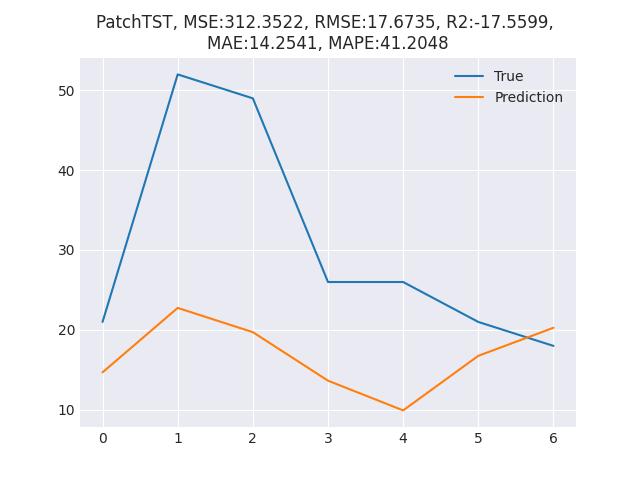 PatchTST, MSE:312.3522, RMSE:17.6735, R2:-17.5599,
MAE:14.2541, MAPE:41.2048
True
Prediction
50
40
30
20
10
0 1 2 3 4 5 6